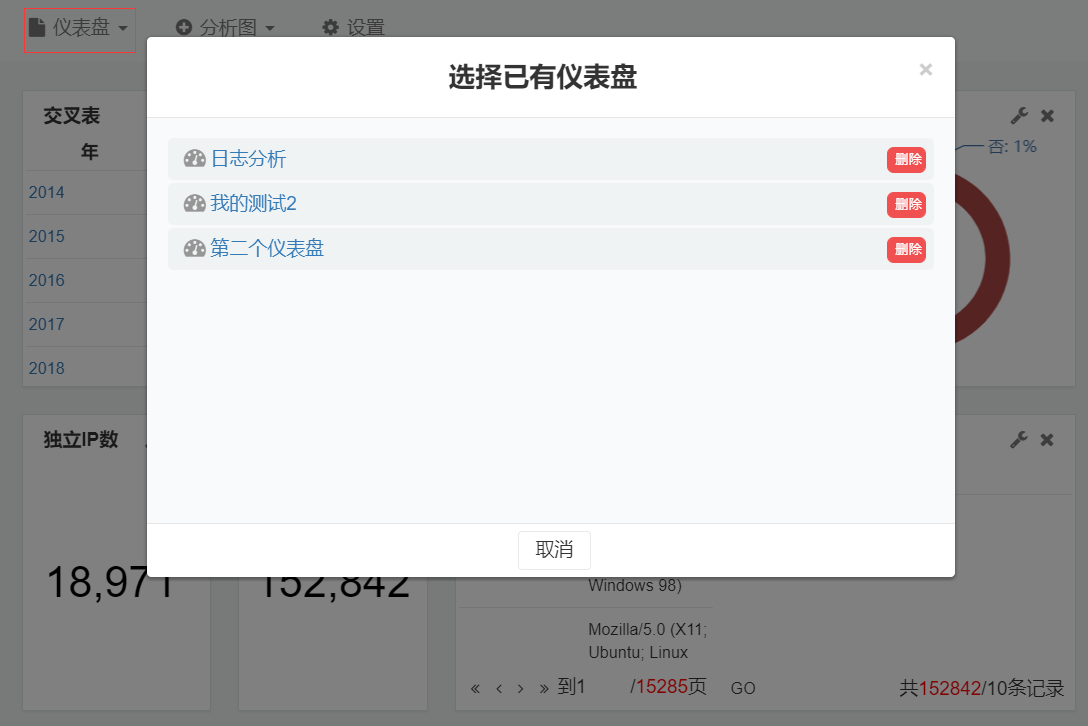 仪表盘 分析图 设置
选择已有仪表盘 ×
日志分析 删除
我的测试2 删除
第二个仪表盘 删除
取消
交叉表
年
2014
2015
2016
2017
2018
否: 1%
独立IP数
18,971
152,842
Windows 98)
Mozilla/5.0 (X11;
Ubuntu; Linux
« ‹ › » 到1 /15285页 GO 共152842/10条记录